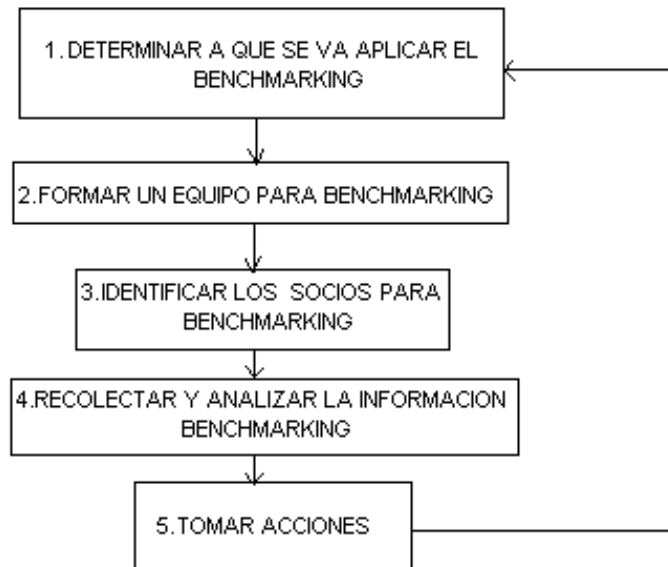 1. DETERMINAR A QUE SE VA APLICAR EL
BENCHMARKING
2.FORMAR UN EQUIPO PARA BENCHMARKING
3.IDENTIFICAR LOS SOCIOS PARA
BENCHMARKING
4.RECOLECTAR Y ANALIZAR LA INFORMACION
BENCHMARKING
5.TOMAR ACCIONES